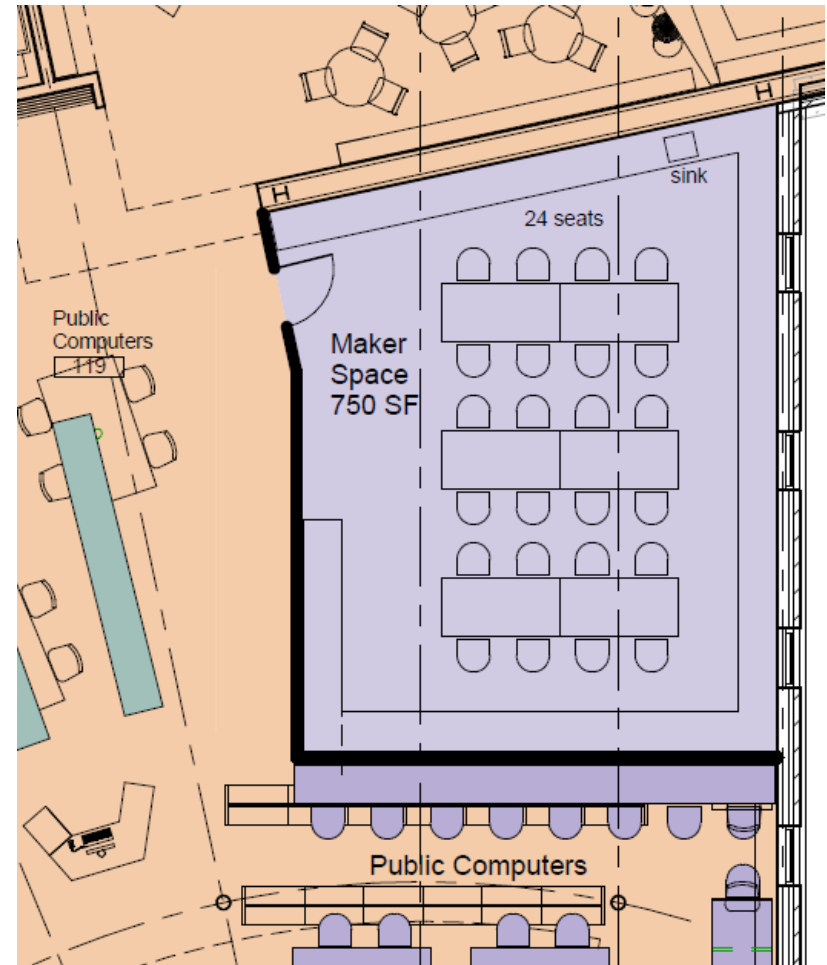 sink
24 seats
Public
Computers
119
Maker
Space
750 SF
Public Computers